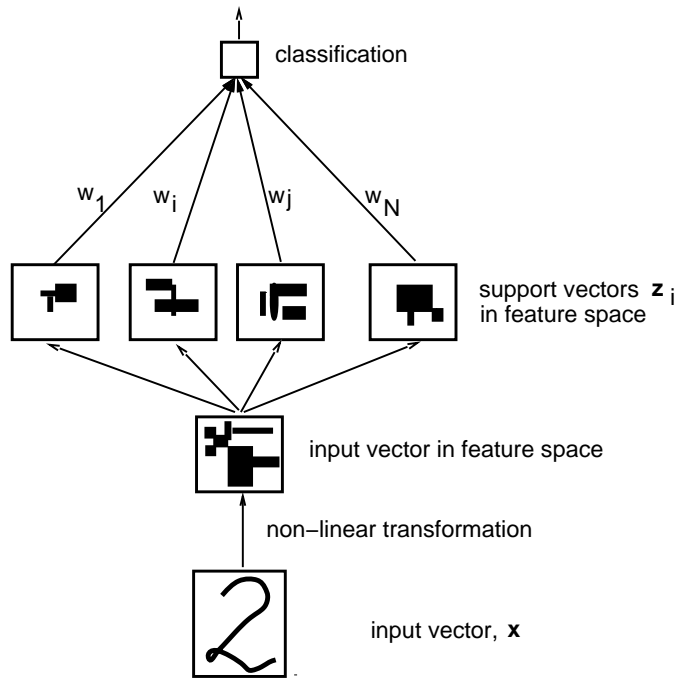 classification
w1 wi wj wN
support vectors zi
in feature space
input vector in feature space
non−linear transformation
input vector, x